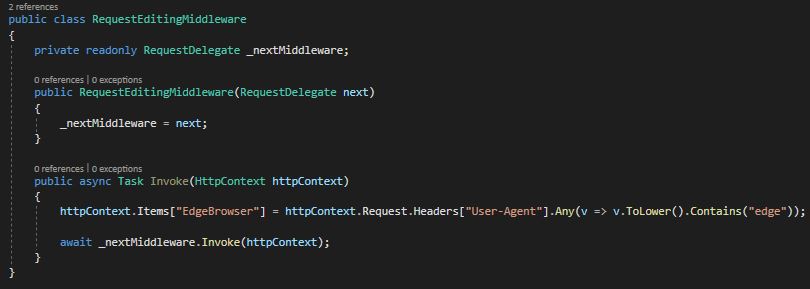 2 references
public class RequestEditingMiddleware
{
private readonly RequestDelegate _nextMiddleware;
0 references | 0 exceptions
public RequestEditingMiddleware(RequestDelegate next)
{
_nextMiddleware = next;
}
0 references | 0 exceptions
public async Task Invoke(HttpContext httpContext)
{
httpContext.Items["EdgeBrowser"] = httpContext.Request.Headers["User-Agent"].Any(v => v.ToLower().Contains("edge"));
await _nextMiddleware.Invoke(httpContext);
}
}